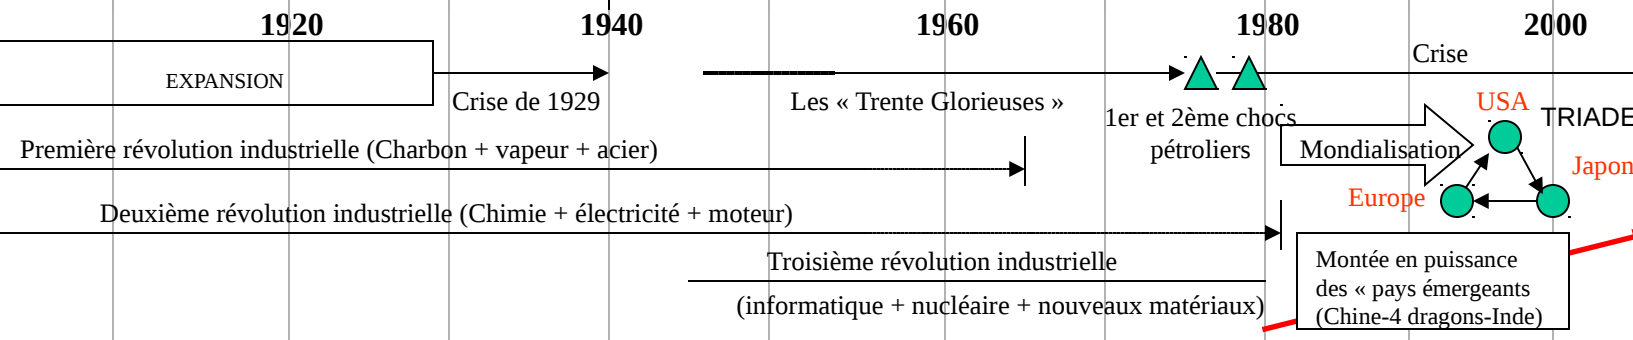 1920
1940
1960
1980
2000
EXPANSION
Crise de 1929
Les « Trente Glorieuses »
1er et 2ème chocs
pétroliers
Crise
USA
TRIADE
Mondialisation
Japon
Europe
Première révolution industrielle (Charbon + vapeur + acier)
Deuxième révolution industrielle (Chimie + électricité + moteur)
Troisième révolution industrielle
(informatique + nucléaire + nouveaux matériaux)
Montée en puissance
des « pays émergeants
(Chine-4 dragons-Inde)